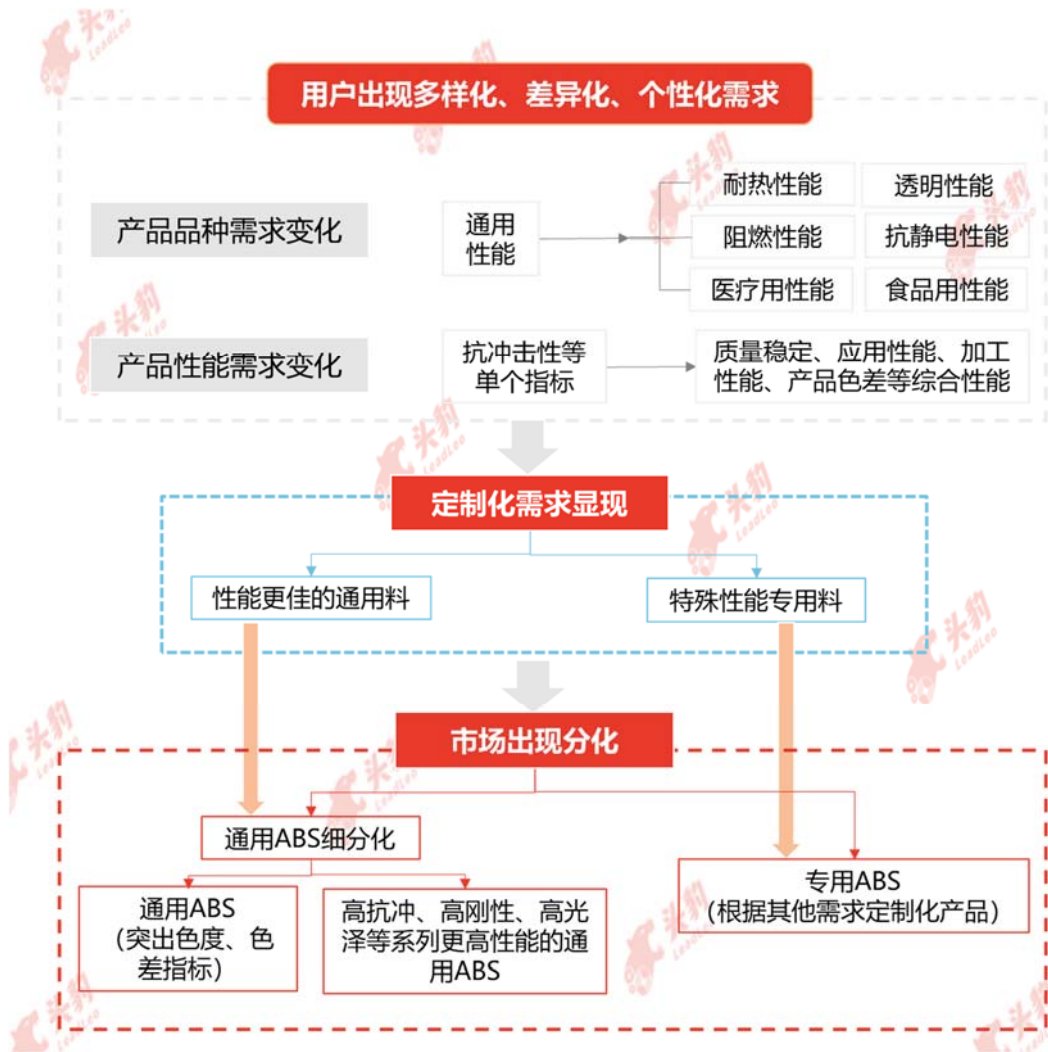 头豹
LeadLeo
用户出现多样化、差异化、个性化需求
产品品种需求变化
通用
性能
耐热性能
透明性能
阻燃性能
抗静电性能
医疗用性能
食品用性能
产品性能需求变化
抗冲击性等
单个指标
质量稳定、应用性能、加工
性能、产品色差等综合性能
定制化需求显现
性能更佳的通用料
特殊性能专用料
市场出现分化
通用ABS细分化
通用ABS
（突出色度、色
差指标）
高抗冲、高刚性、高光
泽等系列更高性能的通
用ABS
专用ABS
（根据其他需求定制化产品）